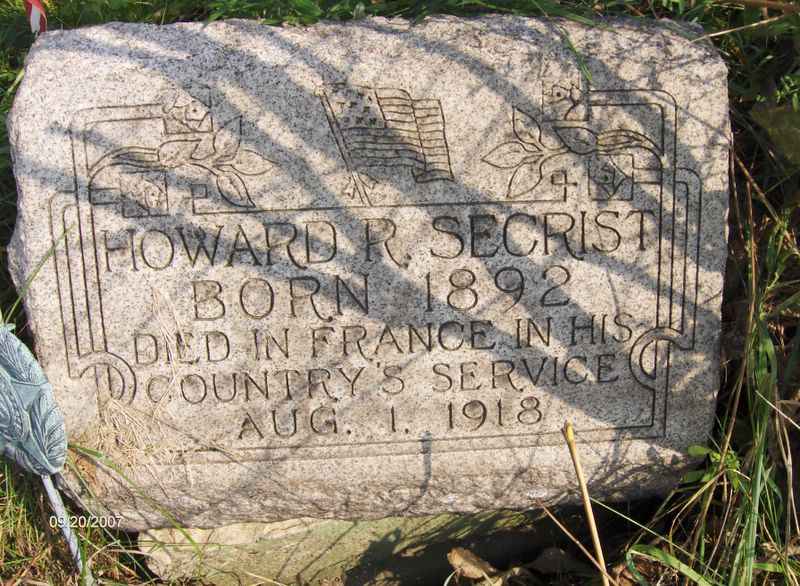 HOWARD R. SECRIST
BORN 1892
DIED IN FRANCE IN HIS
COUNTRY'S SERVICE
AUG. 1. 1918
09/20/2007